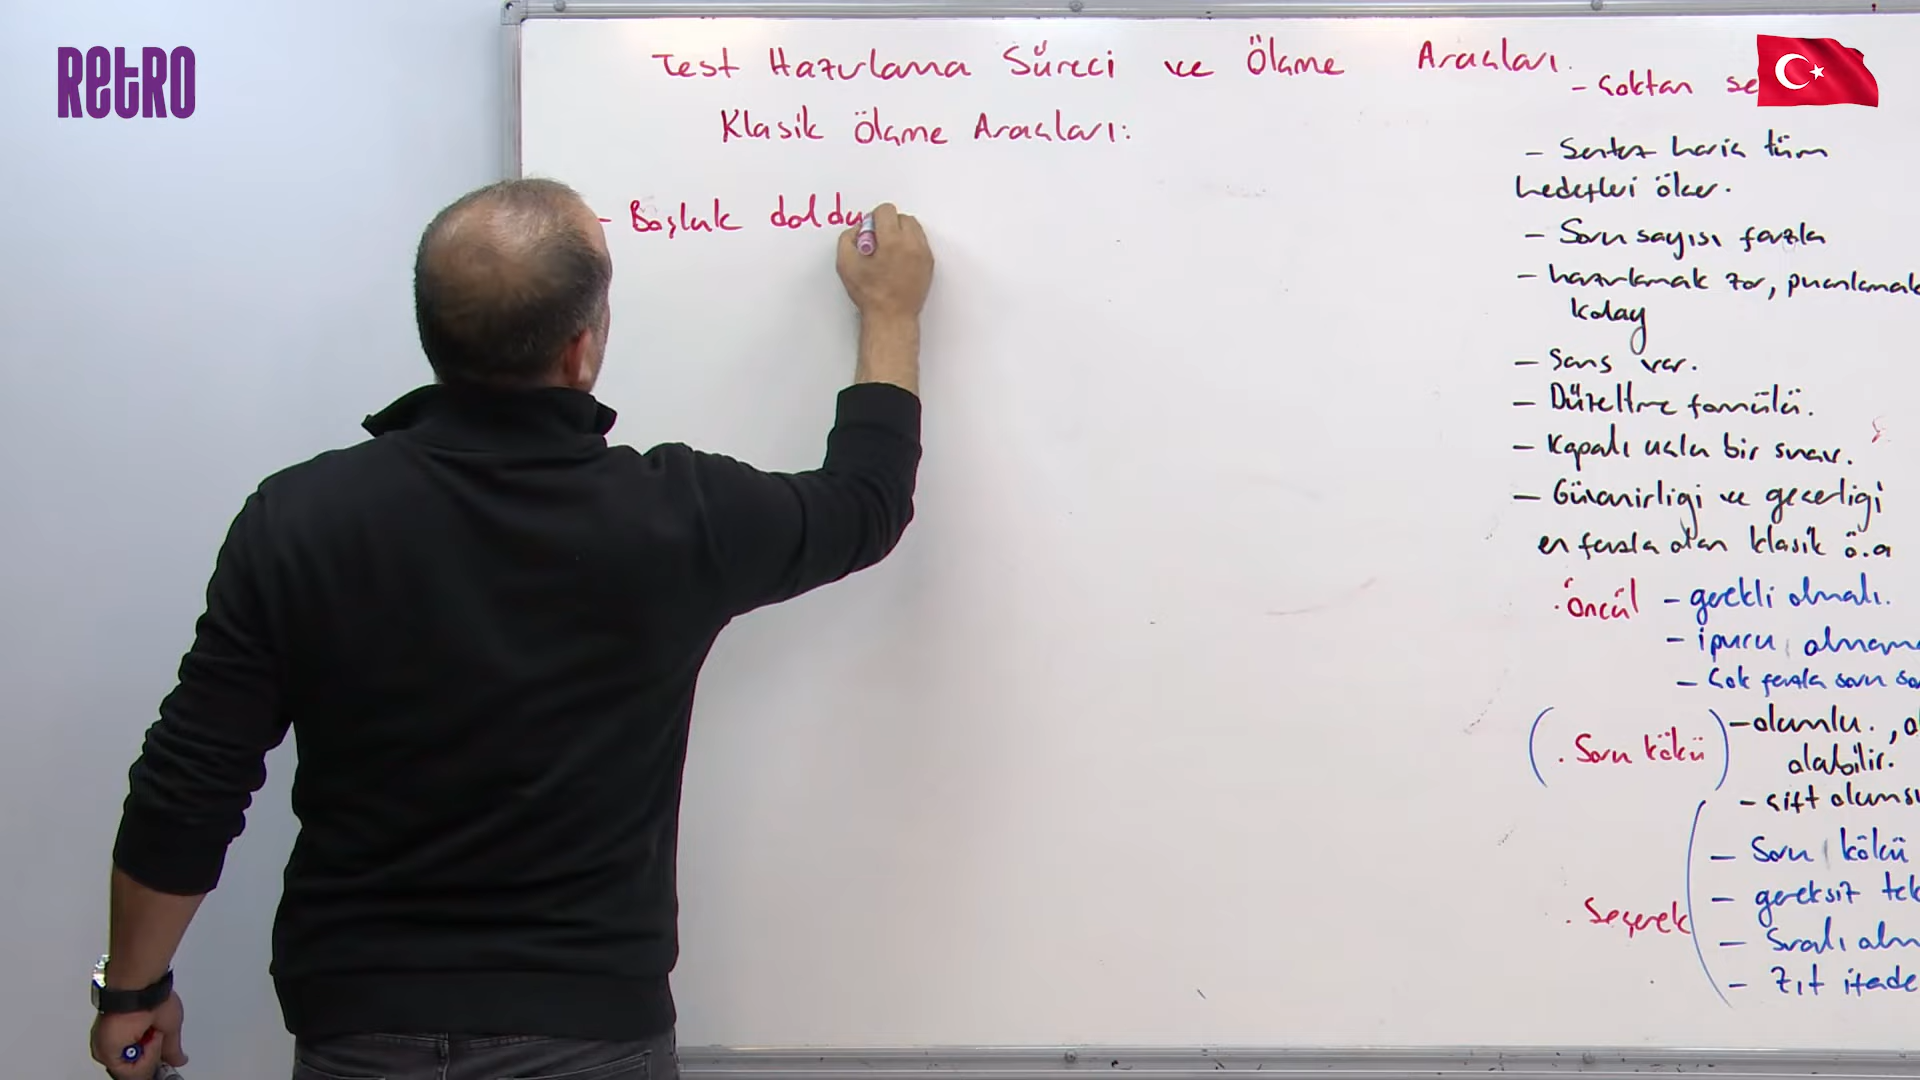 RETRO
Test Hazırlama Süreci ve Ölçme Araçları.
Klasik Ölçme Araçları:
- Boşluk doldu
- Çoktan se
- Sentez hariç tüm
hedefleri ölçer.
- Soru sayısı fazla
- hazırlamak zor, puanlamak
kolay
- Şans var.
- Düzeltme formülü.
- Kapalı uçlu bir sınav.
- Güvenirliği ve geçerliği
en fazla olan klasik ö.a
. Öncül - gerekli olmalı.
- ipucu olmam
- Çok fazla soru so
(. Soru kökü) - olumlu. , o
olabilir.
- çift olums
. Seçenek
- Soru kökü
- gereksiz tek
- Sıralı olm
- Zıt ifade